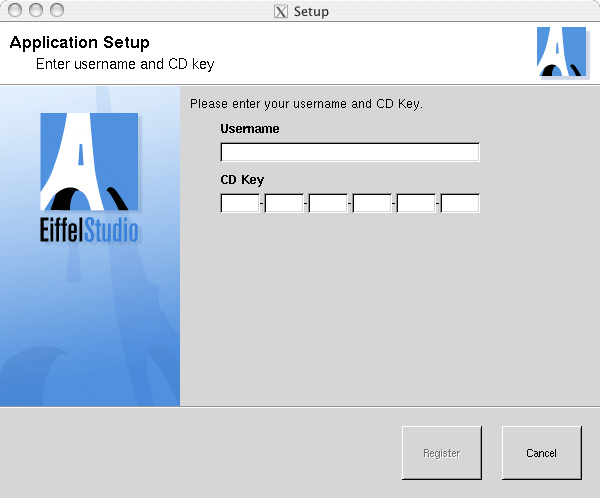 Setup
Application Setup
Enter username and CD key
Please enter your username and CD Key.
Username
CD Key
- - - - -
EiffelStudio
Register
Cancel